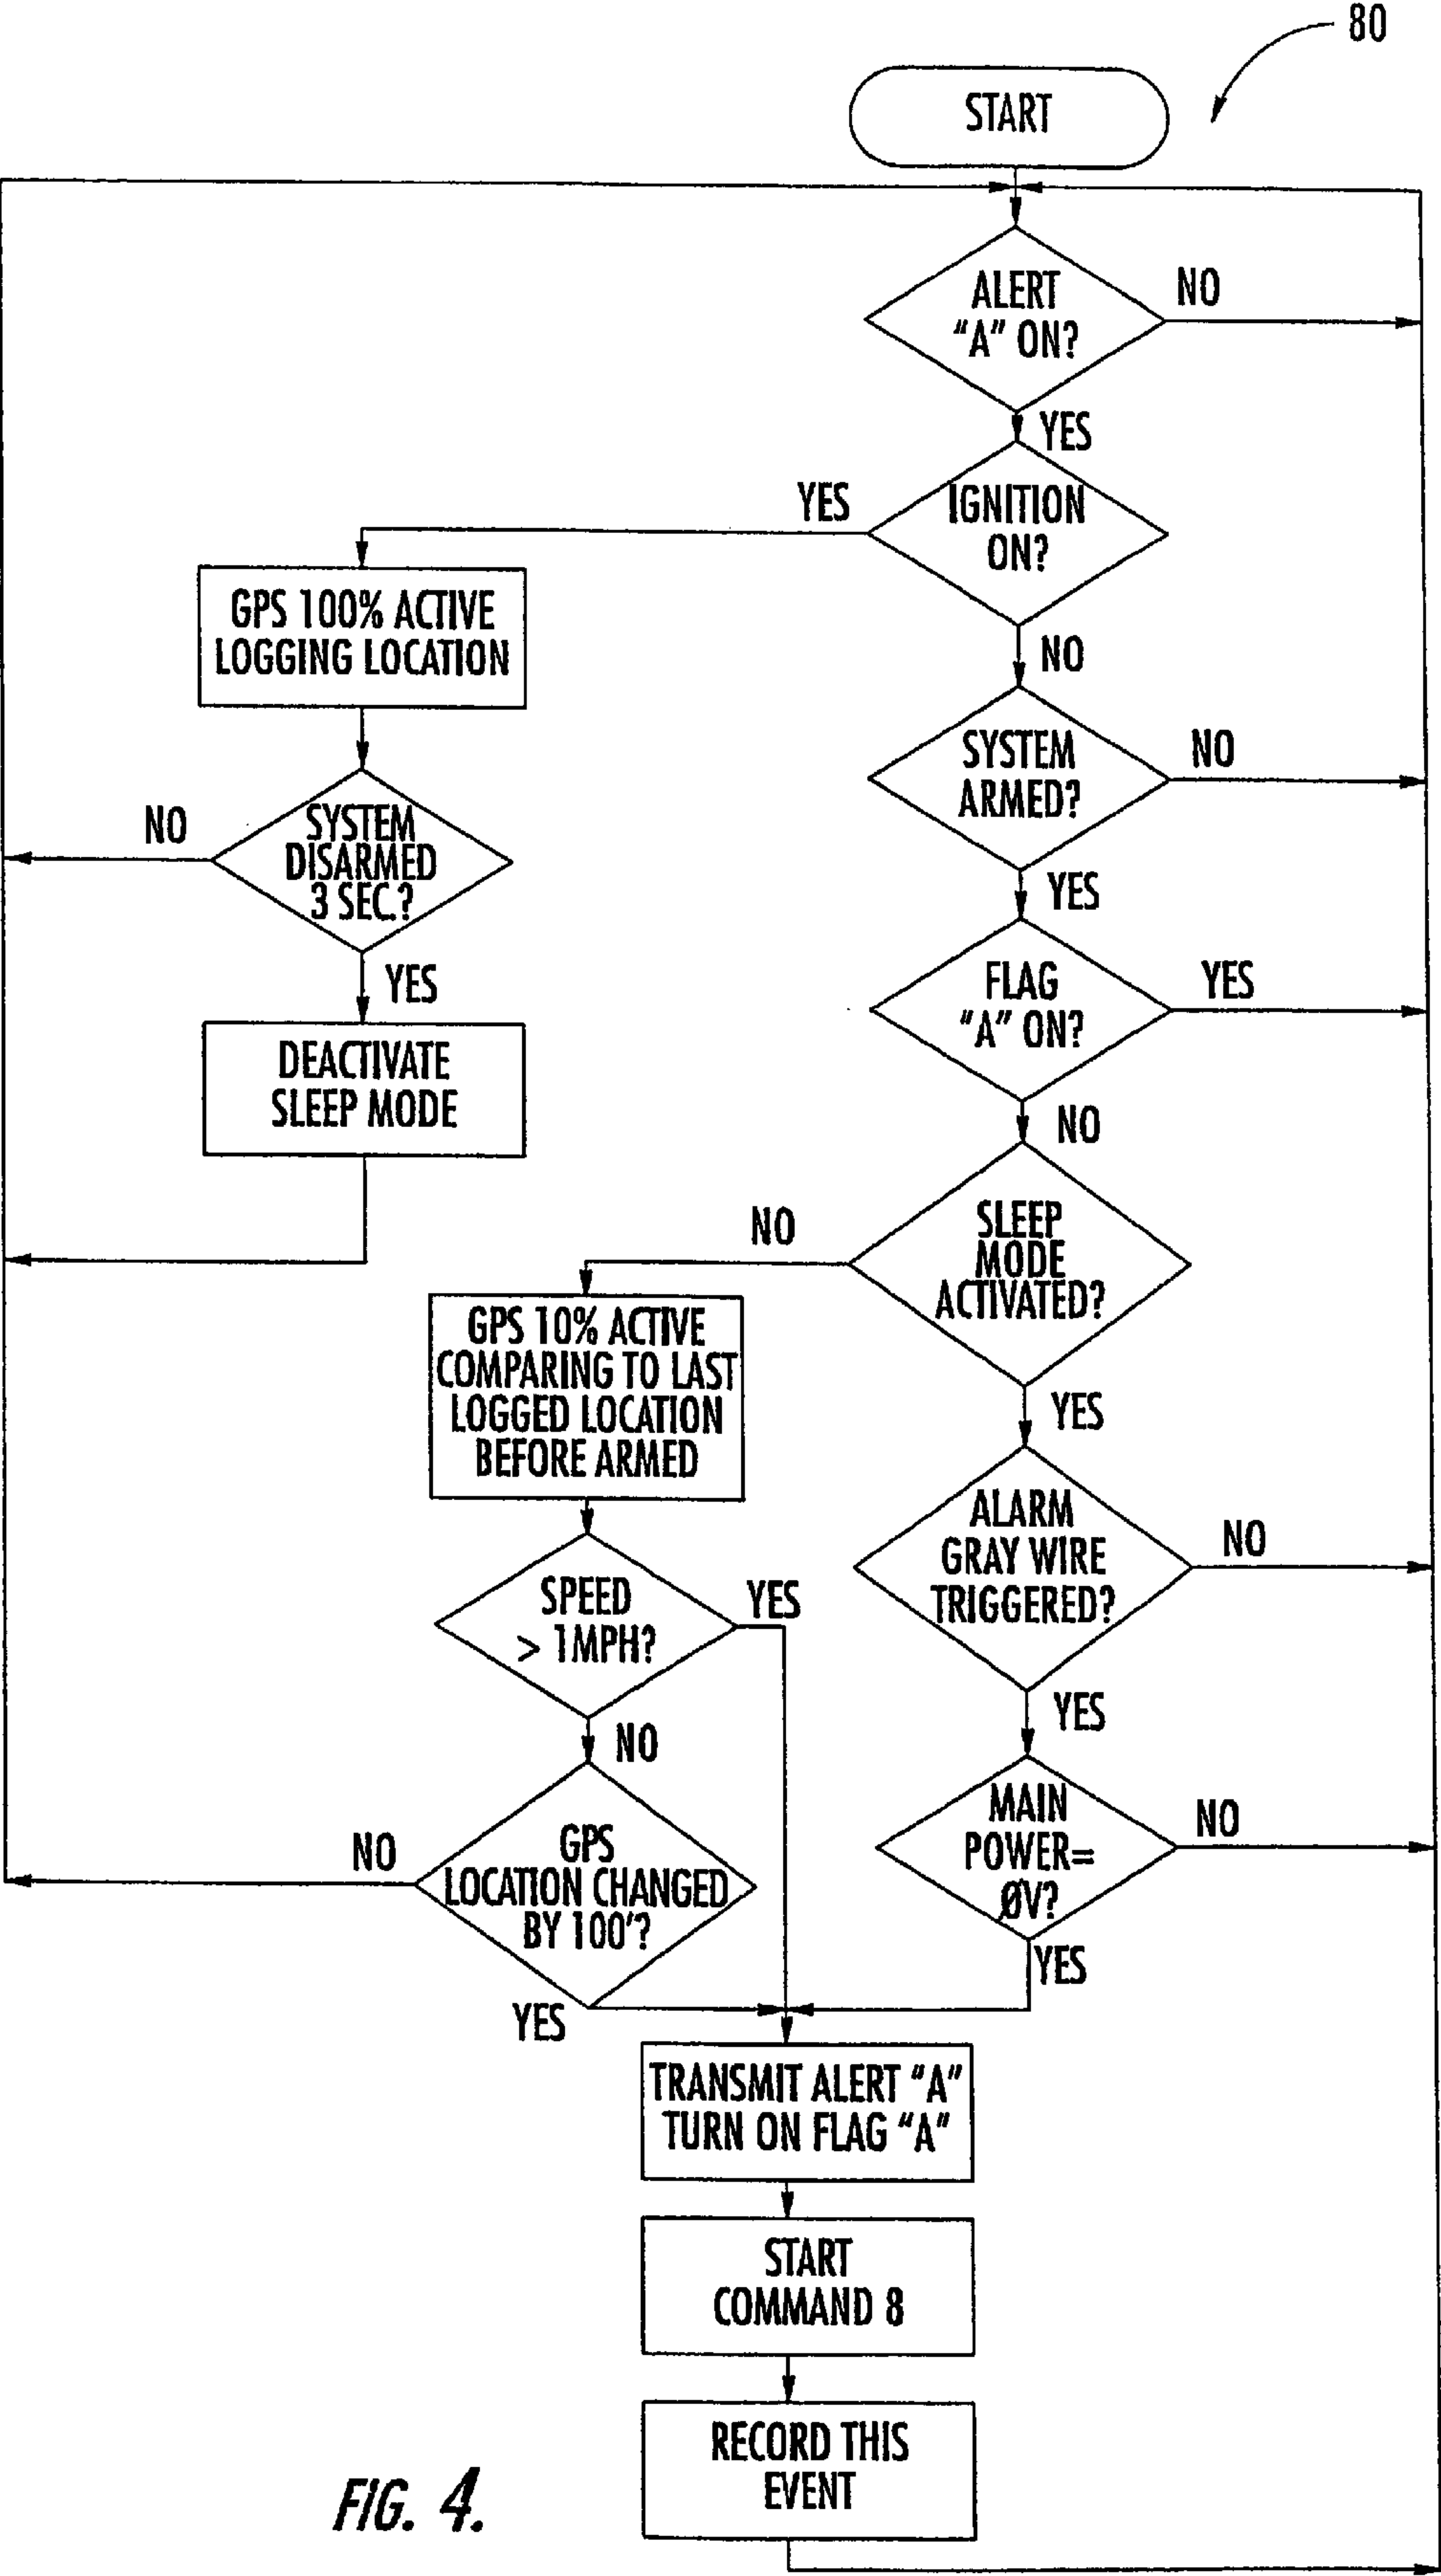 80
START
ALERT
"A" ON?
NO
YES
YES
IGNITION
ON?
NO
GPS 100% ACTIVE
LOGGING LOCATION
SYSTEM
ARMED?
NO
YES
NO
SYSTEM
DISARMED
3 SEC.?
YES
FLAG
"A" ON?
YES
NO
DEACTIVATE
SLEEP MODE
NO
SLEEP
MODE
ACTIVATED?
YES
GPS 10% ACTIVE
COMPARING TO LAST
LOGGED LOCATION
BEFORE ARMED
ALARM
GRAY WIRE
TRIGGERED?
NO
YES
SPEED
> 1MPH?
YES
NO
MAIN
POWER=
ØV?
NO
YES
NO
GPS
LOCATION CHANGED
BY 100'?
YES
TRANSMIT ALERT "A"
TURN ON FLAG "A"
START
COMMAND 8
RECORD THIS
EVENT
FIG. 4.